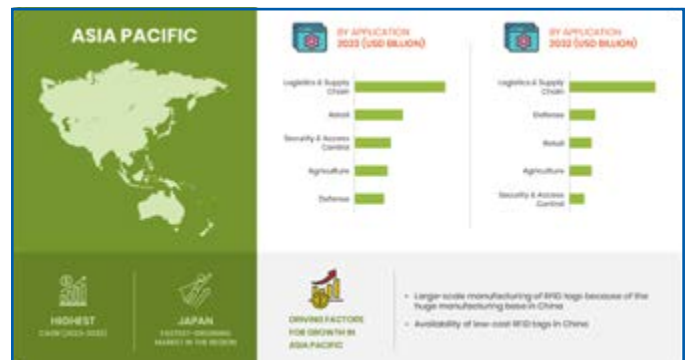 ASIA PACIFIC
BY APPLICATION
2023 (USD BILLION)
Logistics & Supply
Chain
Retail
Security & Access
Control
Agriculture
Defense
BY APPLICATION
(USD BILLION)
Logistics & Supply
Chain
Defense
Retail
Agriculture
Security & Access
Control
HIGHEST
CAGR
JAPAN
FASTEST-GROWING
MARKET IN THE REGION
DRIVING FACTORS
FOR GROWTH IN
ASIA PACIFIC
Large-scale manufacturing of RFID tags because of the
huge manufacturing base in China
Availability of low-cost RFID tags in China